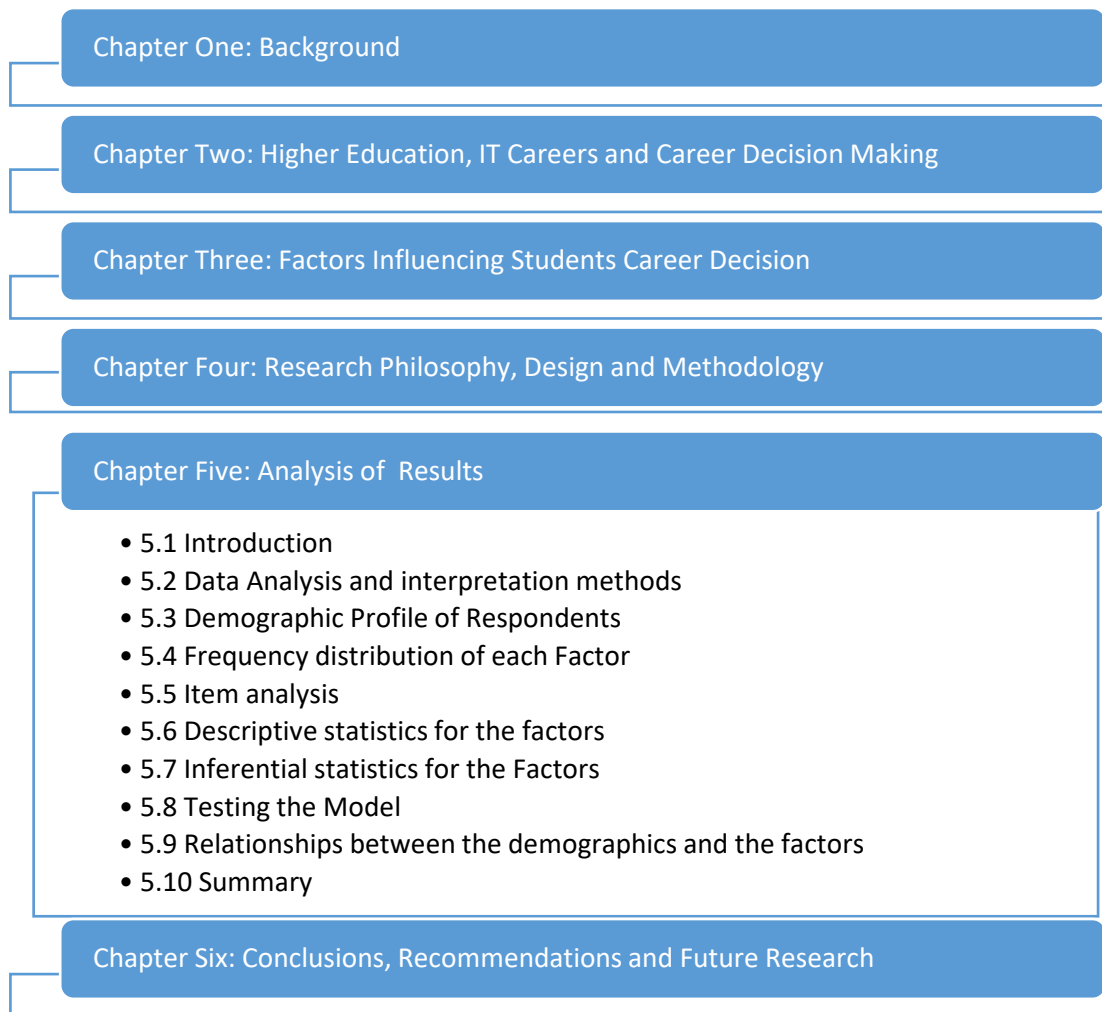 Chapter One: Background
Chapter Two: Higher Education, IT Careers and Career Decision Making
Chapter Three: Factors Influencing Students Career Decision
Chapter Four: Research Philosophy, Design and Methodology
Chapter Five: Analysis of  Results
• 5.1 Introduction
• 5.2 Data Analysis and interpretation methods
• 5.3 Demographic Profile of Respondents
• 5.4 Frequency distribution of each Factor
• 5.5 Item analysis
• 5.6 Descriptive statistics for the factors
• 5.7 Inferential statistics for the Factors
• 5.8 Testing the Model
• 5.9 Relationships between the demographics and the factors
• 5.10 Summary
Chapter Six: Conclusions, Recommendations and Future Research